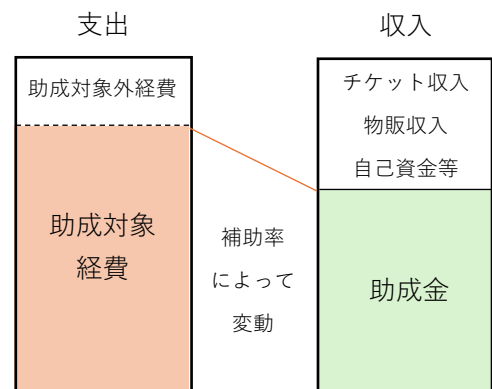 支出
収入
助成対象外経費
チケット収入
物販収入
自己資金等
助成対象
経費
補助率
によって
変動
助成金